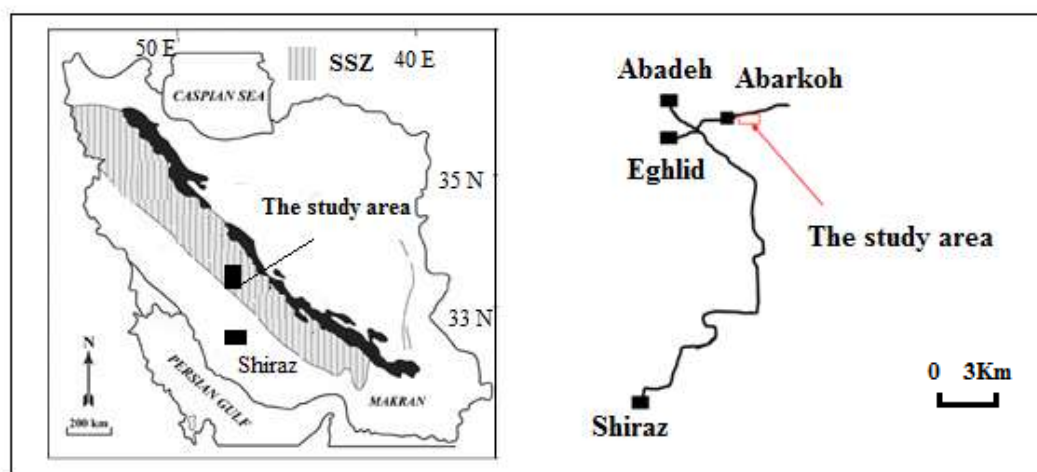 50 E
SSZ
40 E
CASPIAN SEA
35 N
The study area
33 N
Shiraz
N
PERSIAN GULF
MAKRAN
200 km
Abadeh
Abarkoh
Eghlid
The study area
0 3Km
Shiraz